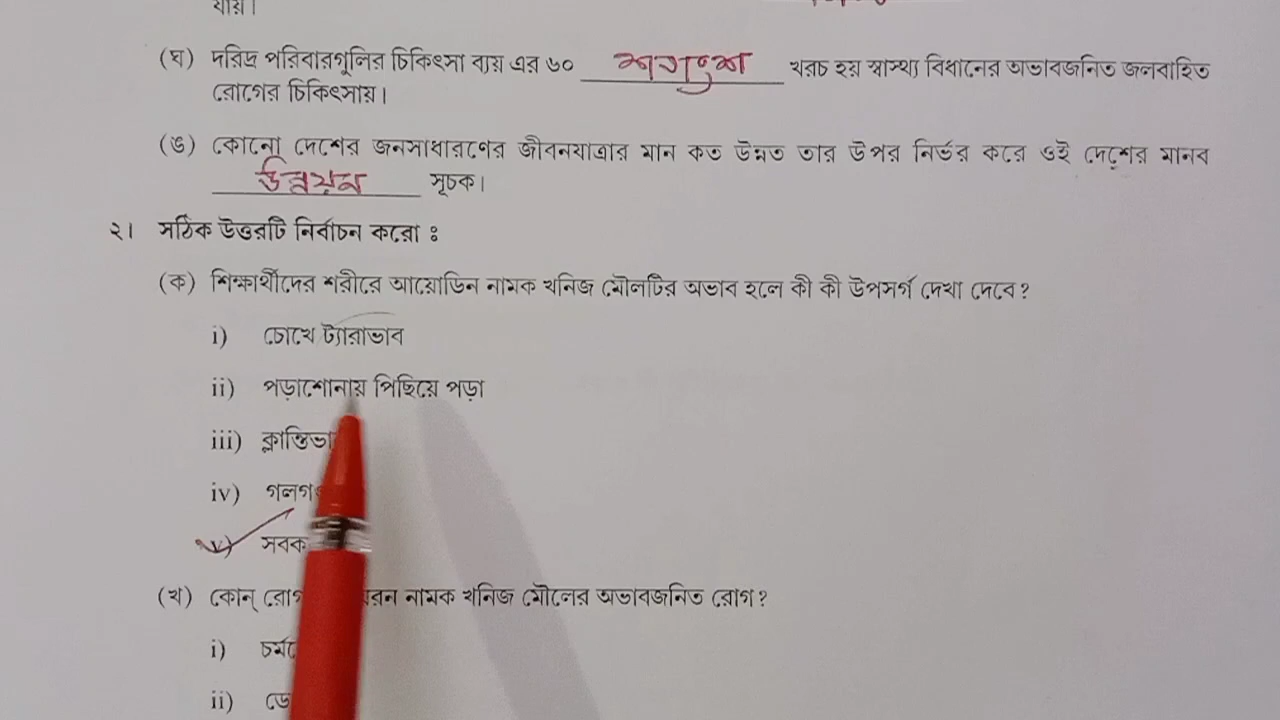 যায়।
(ঘ) দরিদ্র পরিবারগুলির চিকিৎসা ব্যয় এর ৬০ শতাংশ খরচ হয় স্বাস্থ্য বিধানের অভাবজনিত জলবাহিত
রোগের চিকিৎসায়।
(ঙ) কোনো দেশের জনসাধারণের জীবনযাত্রার মান কত উন্নত তার উপর নির্ভর করে ওই দেশের মানব
উন্নয়ন সূচক।
২। সঠিক উত্তরটি নির্বাচন করো :
(ক) শিক্ষার্থীদের শরীরে আয়োডিন নামক খনিজ মৌলটির অভাব হলে কী কী উপসর্গ দেখা দেবে?
i) চোখে ট্যারাভাব
ii) পড়াশোনায় পিছিয়ে পড়া
iii)
iv)
v)
(খ) কোন্ নামক খনিজ মৌলের অভাবজনিত রোগ?
i)
ii)